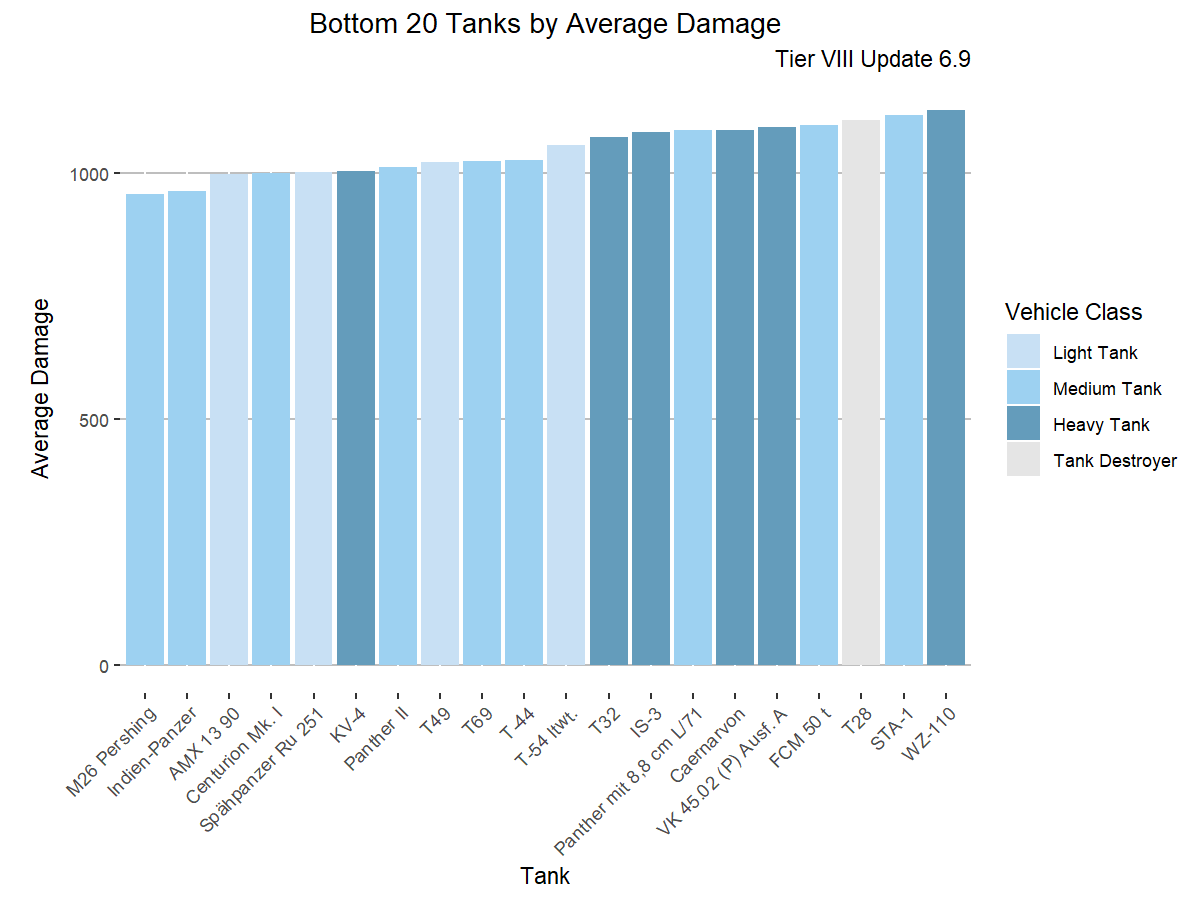 Bottom 20 Tanks by Average Damage
Tier VIII Update 6.9
Average Damage
1000
500
0
M26 Pershing
Indien-Panzer
AMX 13 90
Centurion Mk. I
Spähpanzer Ru 251
KV-4
Panther II
T49
T69
T-44
T-54 ltwt.
T32
IS-3
Panther mit 8,8 cm L/71
Caernarvon
VK 45.02 (P) Ausf. A
FCM 50 t
T28
STA-1
WZ-110
Tank
Vehicle Class
Light Tank
Medium Tank
Heavy Tank
Tank Destroyer